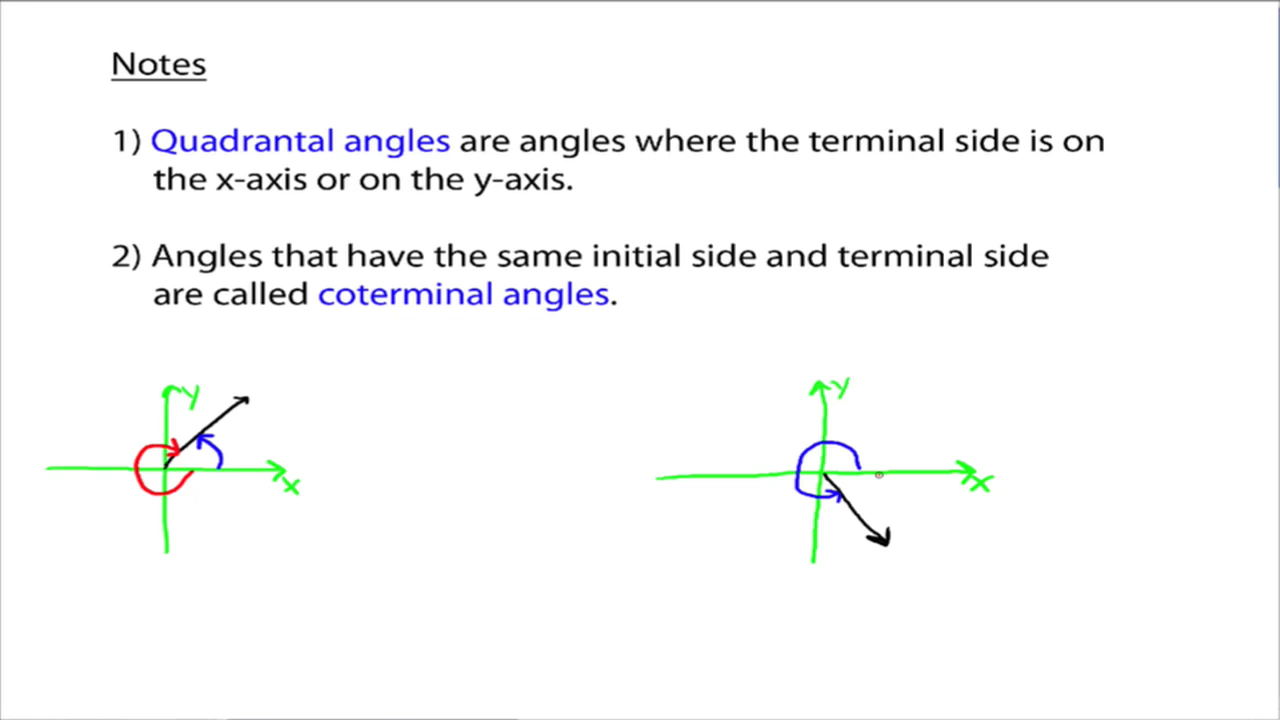 Notes
1) Quadrantal angles are angles where the terminal side is on
the x-axis or on the y-axis.
2) Angles that have the same initial side and terminal side
are called coterminal angles.
y
x
y
x